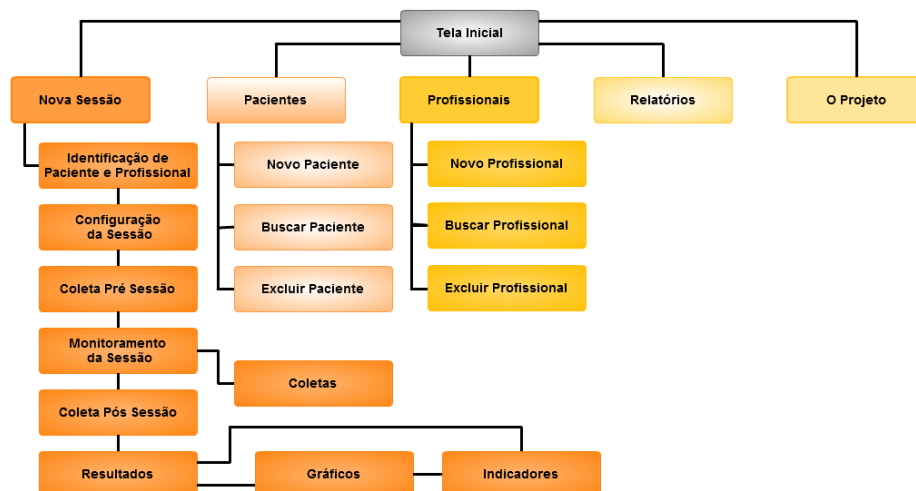 Tela Inicial
Nova Sessão
Pacientes
Profissionais
Relatórios
O Projeto
Identificação de
Paciente e Profissional
Novo Paciente
Novo Profissional
Configuração
da Sessão
Buscar Paciente
Buscar Profissional
Coleta Pré Sessão
Excluir Paciente
Excluir Profissional
Monitoramento
da Sessão
Coletas
Coleta Pós Sessão
Resultados
Gráficos
Indicadores